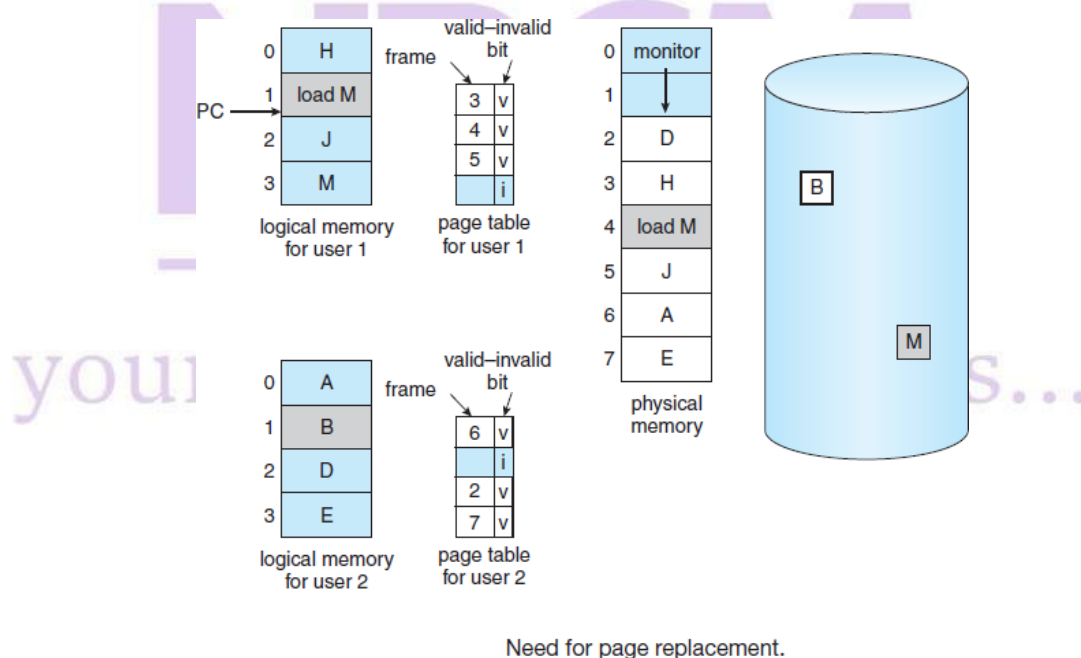 valid–invalid
bit
frame
0 H
1 load M
PC
2 J
3 M
3 v
4 v
5 v
i
logical memory
for user 1
page table
for user 1
0 monitor
1
2 D
3 H
4 load M
5 J
6 A
7 E
physical
memory
B
M
valid–invalid
bit
frame
0 A
1 B
2 D
3 E
6 v
i
2 v
7 v
logical memory
for user 2
page table
for user 2
your
s...
Need for page replacement.